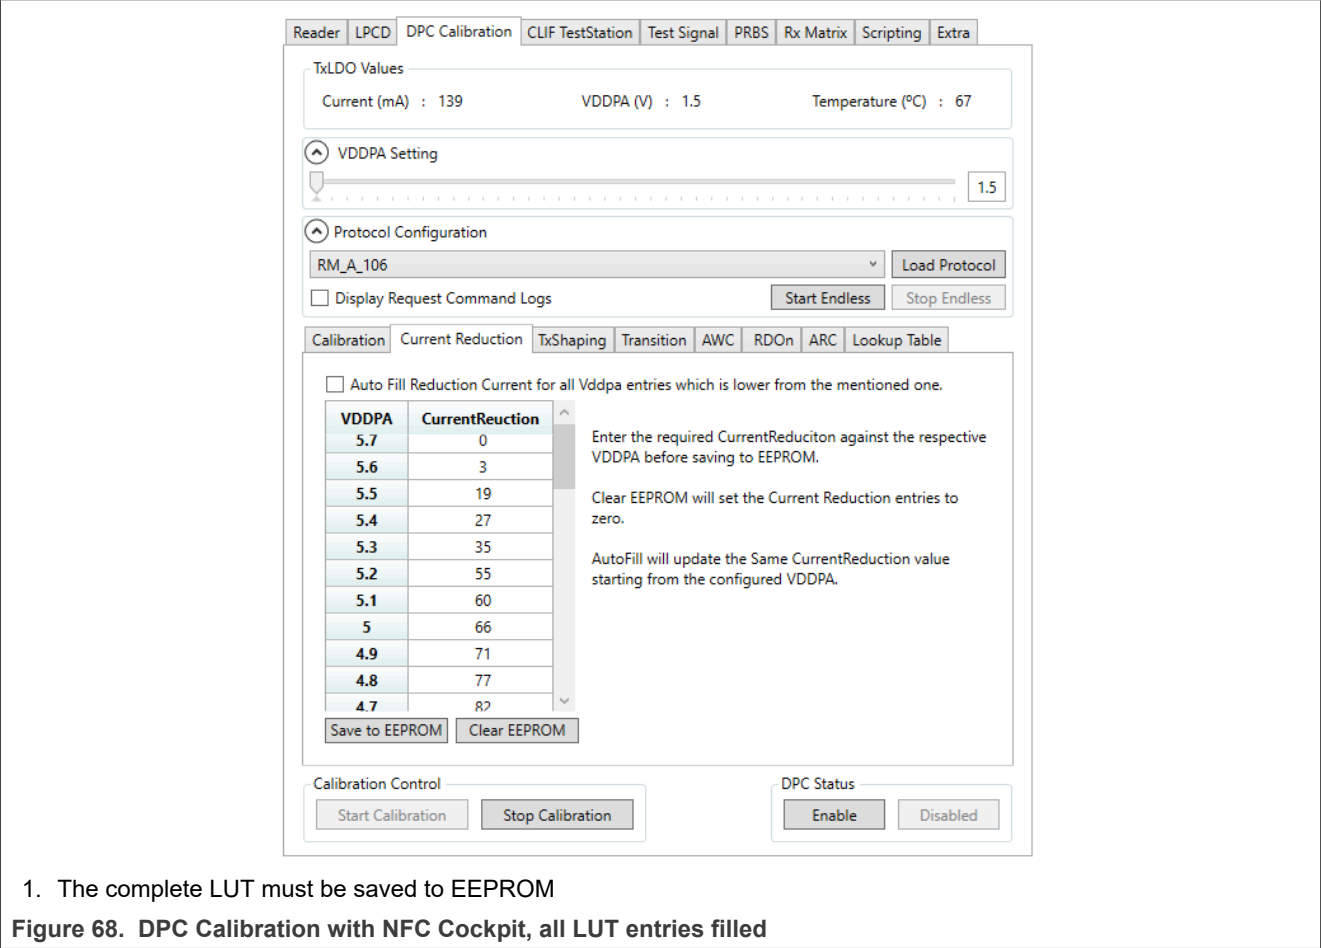 Reader LPCD DPC Calibration CLIF TestStation Test Signal PRBS Rx Matrix Scripting Extra
TxLDO Values
Current (mA) : 139 VDDPA (V) : 1.5 Temperature (ºC) : 67
VDDPA Setting
1.5
Protocol Configuration
RM_A_106 Load Protocol
Display Request Command Logs Start Endless Stop Endless
Calibration Current Reduction TxShaping Transition AWC RDOn ARC Lookup Table
Auto Fill Reduction Current for all Vddpa entries which is lower from the mentioned one.
VDDPA CurrentReuction
5.7 0
5.6 3
5.5 19
5.4 27
5.3 35
5.2 55
5.1 60
5 66
4.9 71
4.8 77
4.7 82
Enter the required CurrentReduciton against the respective
VDDPA before saving to EEPROM.
Clear EEPROM will set the Current Reduction entries to
zero.
AutoFill will update the Same CurrentReduction value
starting from the configured VDDPA.
Save to EEPROM Clear EEPROM
Calibration Control DPC Status
Start Calibration Stop Calibration Enable Disabled
1. The complete LUT must be saved to EEPROM
Figure 68. DPC Calibration with NFC Cockpit, all LUT entries filled